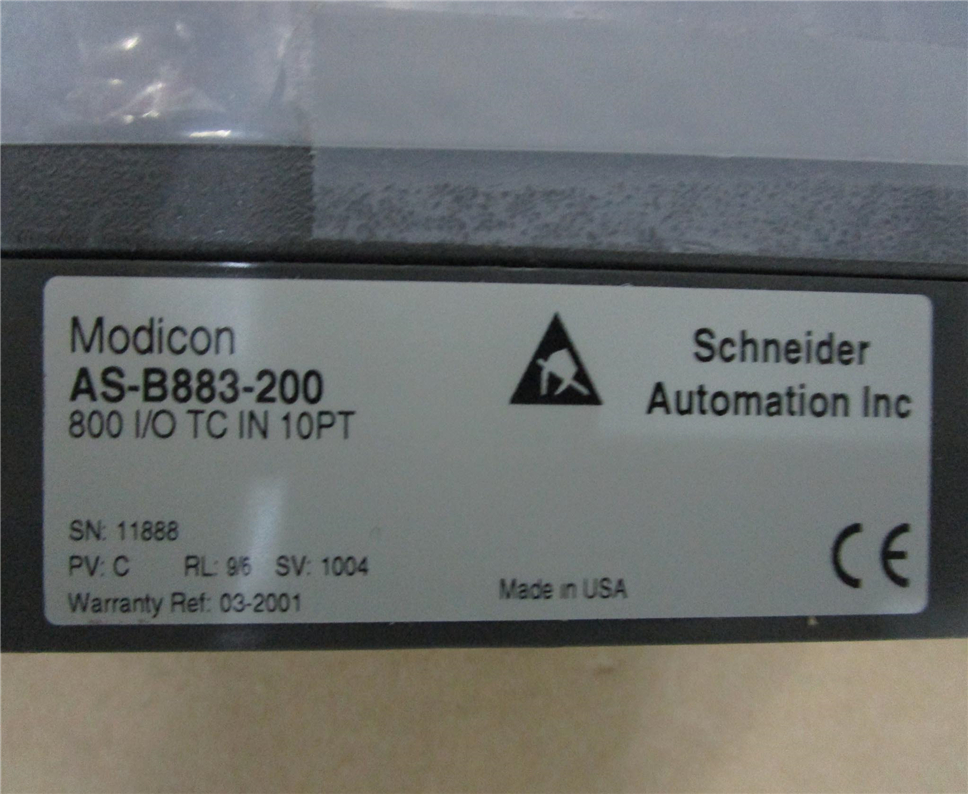 Modicon
AS-B883-200
800 I/O TC IN 10PT
Schneider
Automation Inc
SN: 11888
PV: C RL: 9/6 SV: 1004
Warranty Ref: 03-2001
Made in USA
CE